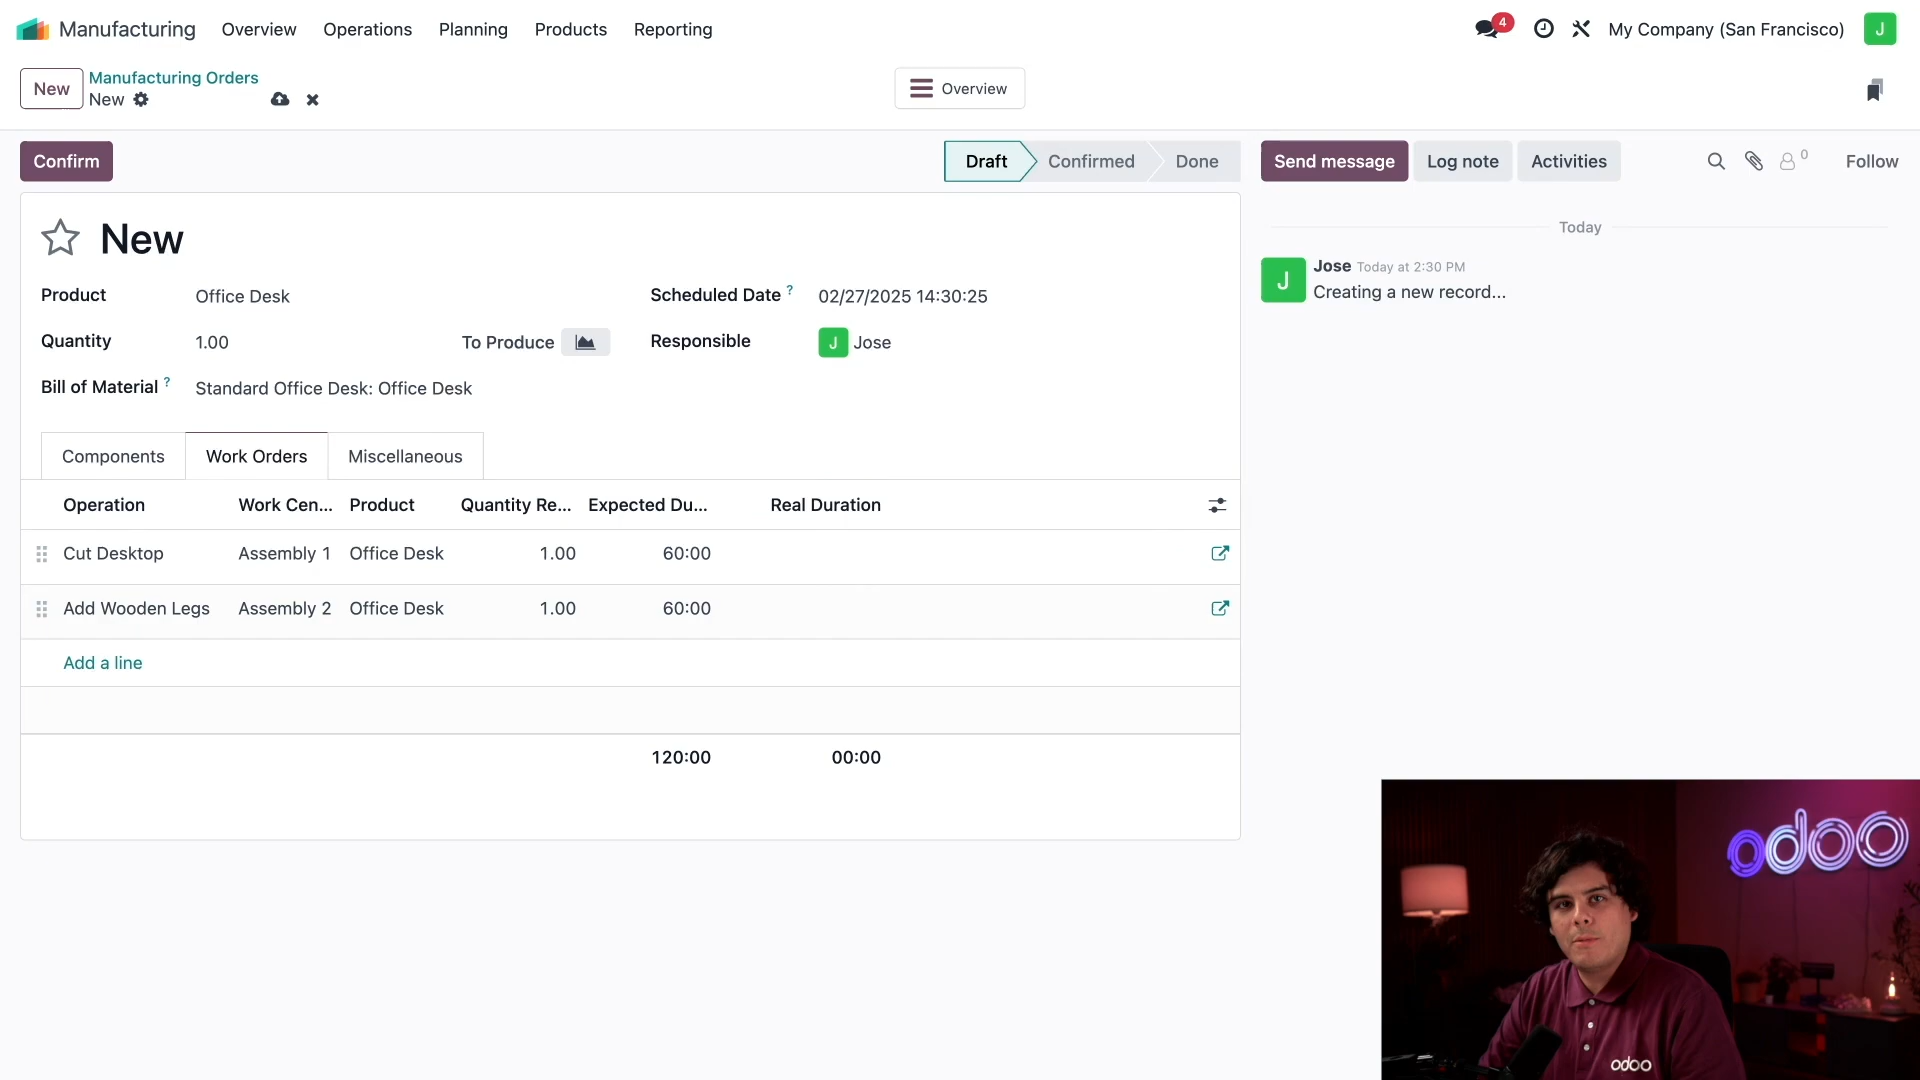 Manufacturing Overview Operations Planning Products Reporting 4 My Company (San Francisco) J
New Manufacturing Orders
New Overview
Confirm Draft Confirmed Done Send message Log note Activities 0 Follow
New
Today
Product Office Desk Scheduled Date ? 02/27/2025 14:30:25
J Jose Today at 2:30 PM
Creating a new record...
Quantity 1.00 To Produce Responsible J Jose
Bill of Material ? Standard Office Desk: Office Desk
Components Work Orders Miscellaneous
Operation Work Cen... Product Quantity Re... Expected Du... Real Duration
Cut Desktop Assembly 1 Office Desk 1.00 60:00
Add Wooden Legs Assembly 2 Office Desk 1.00 60:00
Add a line
120:00 00:00
odoo
odoo